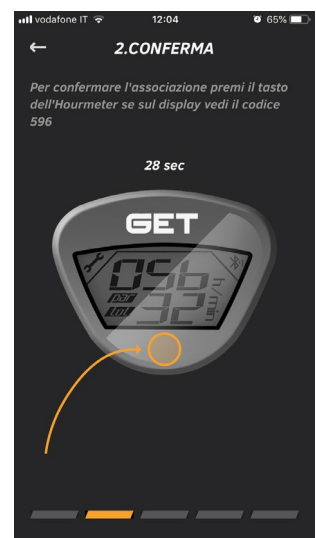 vodafone IT 12:04 65%
2.CONFERMA
Per confermare l'associazione premi il tasto
dell'Hourmeter se sul display vedi il codice
596
28 sec
GET
056
par
tot 32
h/min